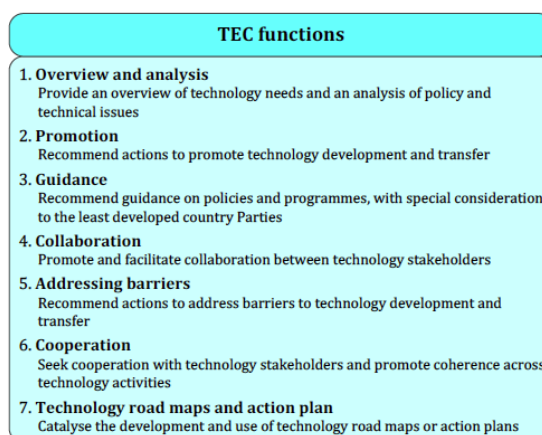 TEC functions
1. Overview and analysis
Provide an overview of technology needs and an analysis of policy and
technical issues
2. Promotion
Recommend actions to promote technology development and transfer
3. Guidance
Recommend guidance on policies and programmes, with special consideration
to the least developed country Parties
4. Collaboration
Promote and facilitate collaboration between technology stakeholders
5. Addressing barriers
Recommend actions to address barriers to technology development and
transfer
6. Cooperation
Seek cooperation with technology stakeholders and promote coherence across
technology activities
7. Technology road maps and action plan
Catalyse the development and use of technology road maps or action plans